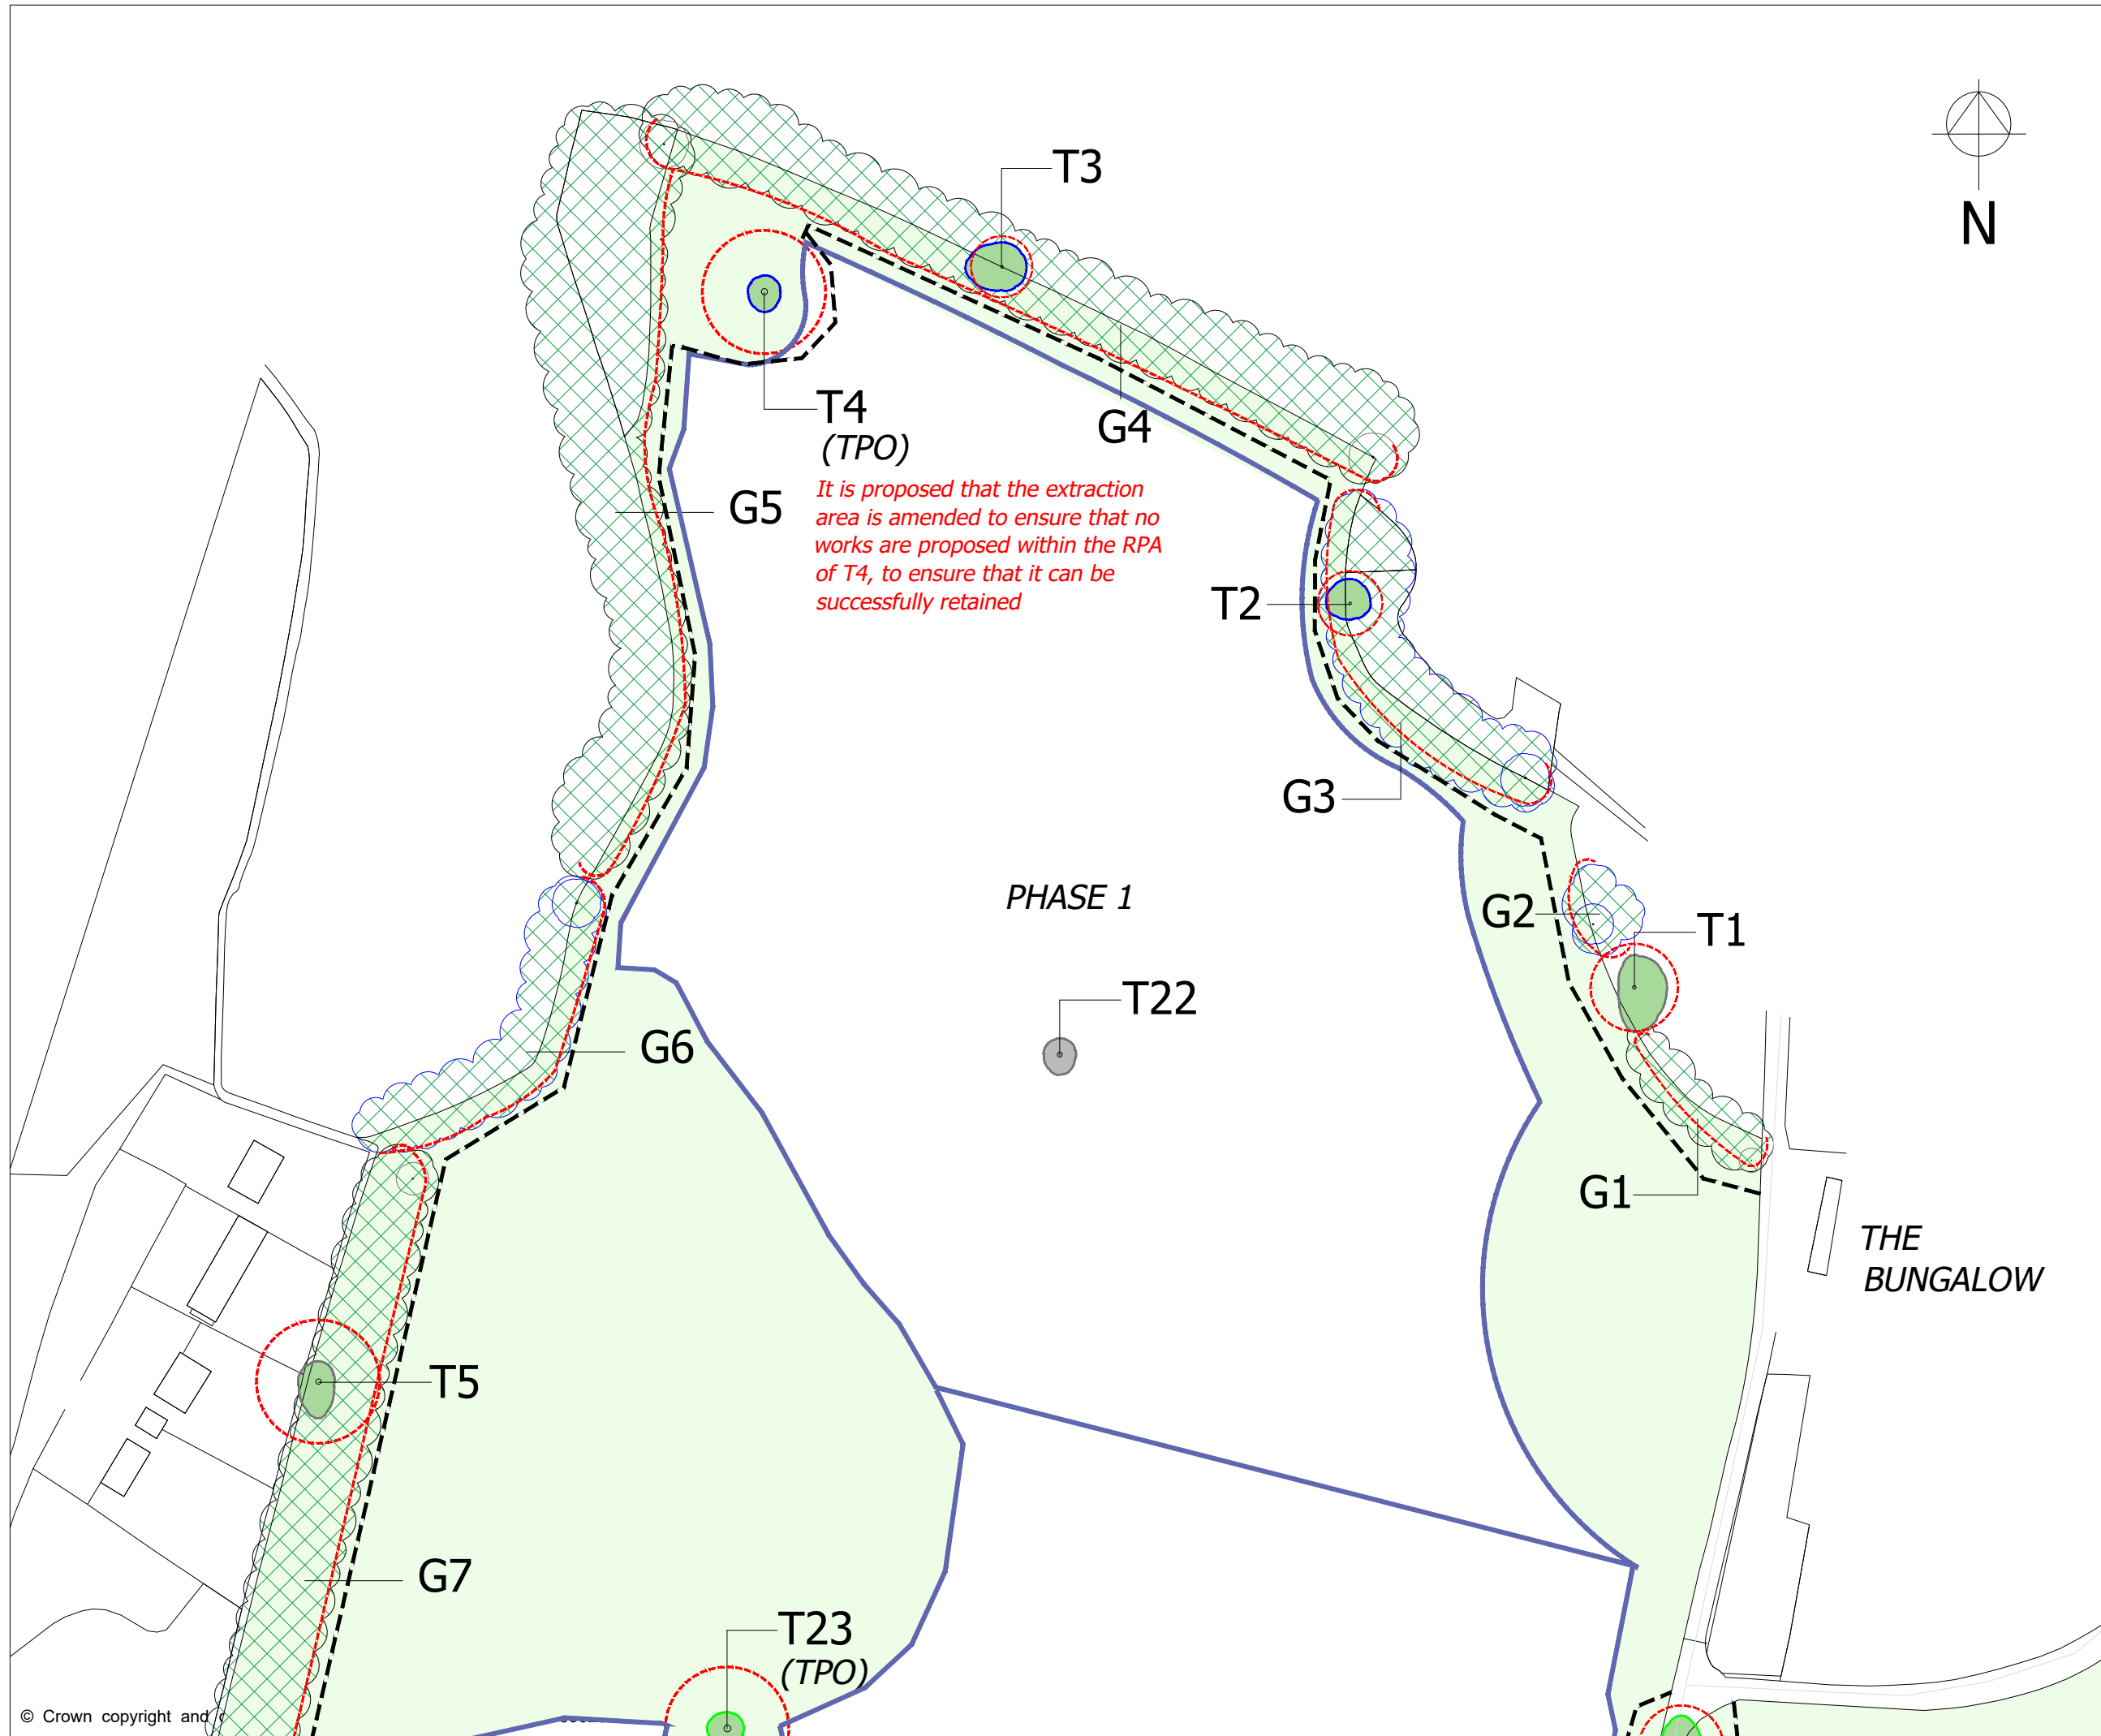 T3
N
T4
(TPO)
G4
G5
It is proposed that the extraction
area is amended to ensure that no
works are proposed within the RPA
of T4, to ensure that it can be
successfully retained
T2
G3
PHASE 1
G2
T1
T22
G6
G1
THE
BUNGALOW
T5
G7
T23
(TPO)
© Crown copyright and